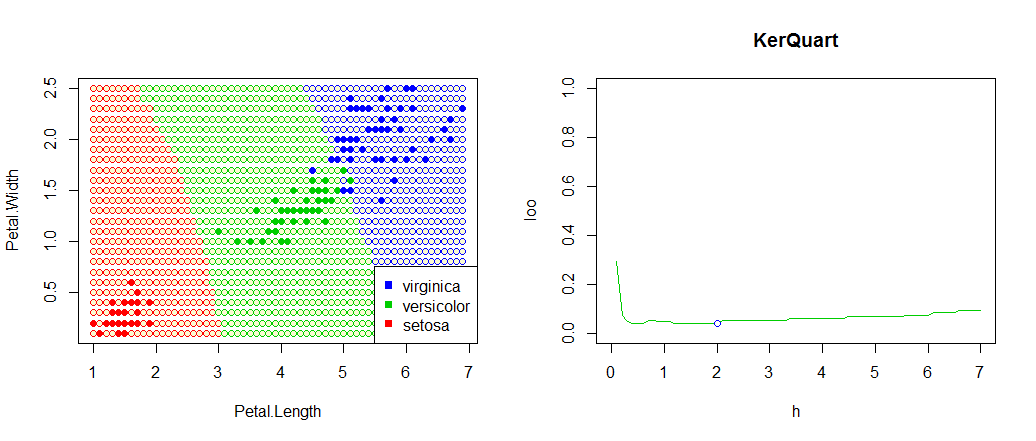 2.5
2.0
1.5
1.0
0.5
Petal.Width
virginica
versicolor
setosa
1 2 3 4 5 6 7
Petal.Length
KerQuart
1.0
0.8
0.6
0.4
0.2
0.0
loo
0 1 2 3 4 5 6 7
h